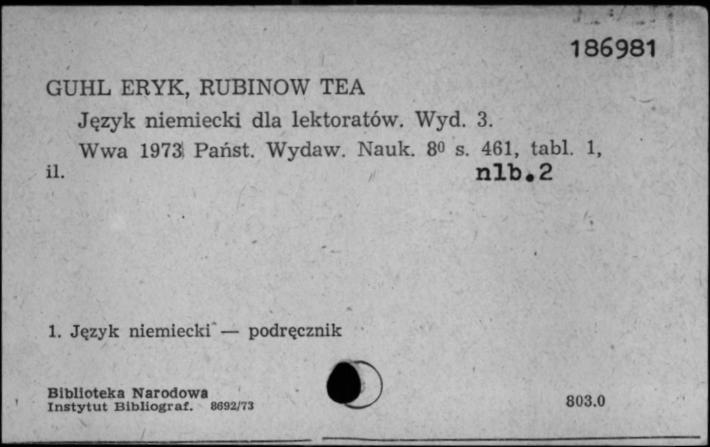 186981
GUHL ERYK, RUBINOW TEA
Język niemiecki dla lektoratów. Wyd. 3.
Wwa 1973 Państ. Wydaw. Nauk. 8⁰ s. 461, tabl. 1,
il. nlb.2
1. Język niemiecki — podręcznik
Biblioteka Narodowa
Instytut Bibliograf. 8692/73
803.0